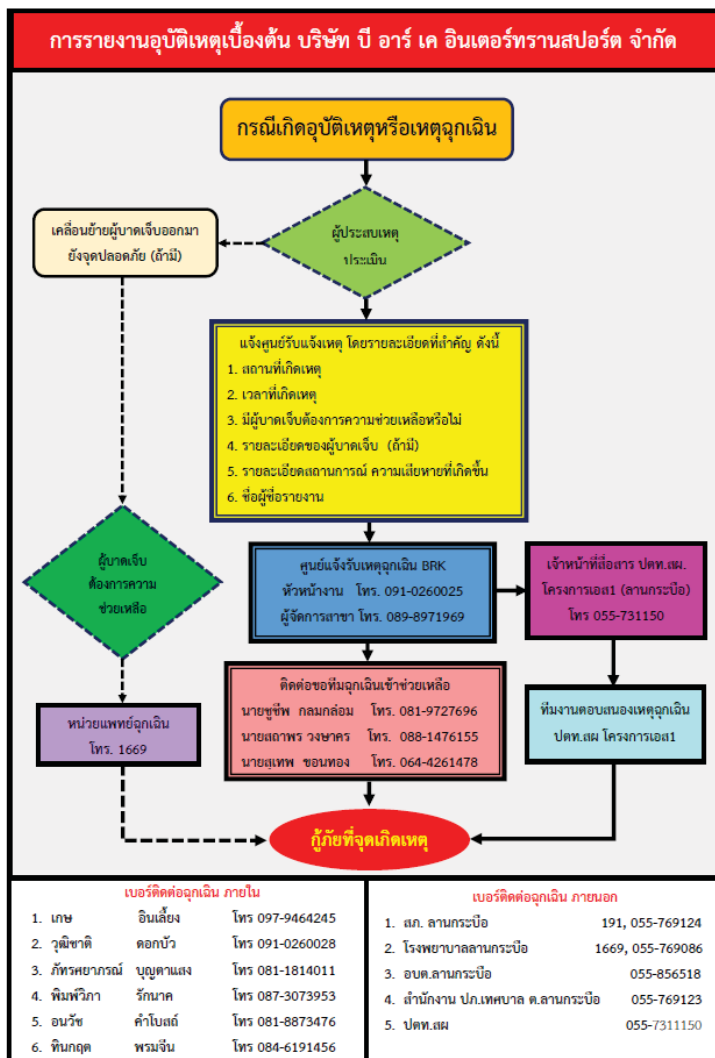 การรายงานอุบัติเหตุเบื้องต้น บริษัท บี อาร์ เค อินเตอร์ทรานสปอร์ต จำกัด
กรณีเกิดอุบัติเหตุหรือเหตุฉุกเฉิน
ผู้ประสบเหตุ
ประเมิน
เคลื่อนย้ายผู้บาดเจ็บออกมา
ยังจุดปลอดภัย (ถ้ามี)
แจ้งศูนย์รับแจ้งเหตุ โดยรายละเอียดที่สำคัญ ดังนี้
1. สถานที่เกิดเหตุ
2. เวลาที่เกิดเหตุ
3. มีผู้บาดเจ็บต้องการความช่วยเหลือหรือไม่
4. รายละเอียดของผู้บาดเจ็บ (ถ้ามี)
5. รายละเอียดสถานการณ์ ความเสียหายที่เกิดขึ้น
6. ชื่อผู้ชื่อรายงาน
ผู้บาดเจ็บ
ต้องการความ
ช่วยเหลือ
ศูนย์แจ้งรับเหตุฉุกเฉิน BRK
หัวหน้างาน โทร. 091-0260025
ผู้จัดการสาขา โทร. 089-8971969
เจ้าหน้าที่สื่อสาร ปตท.สผ.
โครงการเอส1 (ลานกระบือ)
โทร 055-731150
หน่วยแพทย์ฉุกเฉิน
โทร. 1669
ติดต่อขอทีมฉุกเฉินเข้าช่วยเหลือ
นายชูชีพ กลมกล่อม โทร. 081-9727696
นายสถาพร วงษาคร โทร. 088-1476155
นายสุเทพ ขอนทอง โทร. 064-4261478
ทีมงานตอบสนองเหตุฉุกเฉิน
ปตท.สผ โครงการเอส1
กู้ภัยที่จุดเกิดเหตุ
เบอร์ติดต่อฉุกเฉิน ภายใน
1. เกษ อินเลี้ยง โทร 097-9464245
2. วุฒิชาติ ดอกบัว โทร 091-0260028
3. ภัทรศยาภรณ์ บุญตาแสง โทร 081-1814011
4. พิมพ์วิภา รักนาค โทร 087-3073953
5. อนวัช คำโบสถ์ โทร 081-8873476
6. ทินกฤต พรมจีน โทร 084-6191456
เบอร์ติดต่อฉุกเฉิน ภายนอก
1. สภ. ลานกระบือ 191, 055-769124
2. โรงพยาบาลลานกระบือ 1669, 055-769086
3. อบต.ลานกระบือ 055-856518
4. สำนักงาน ปภ.เทศบาล ต.ลานกระบือ 055-769123
5. ปตท.สผ 055-7311150